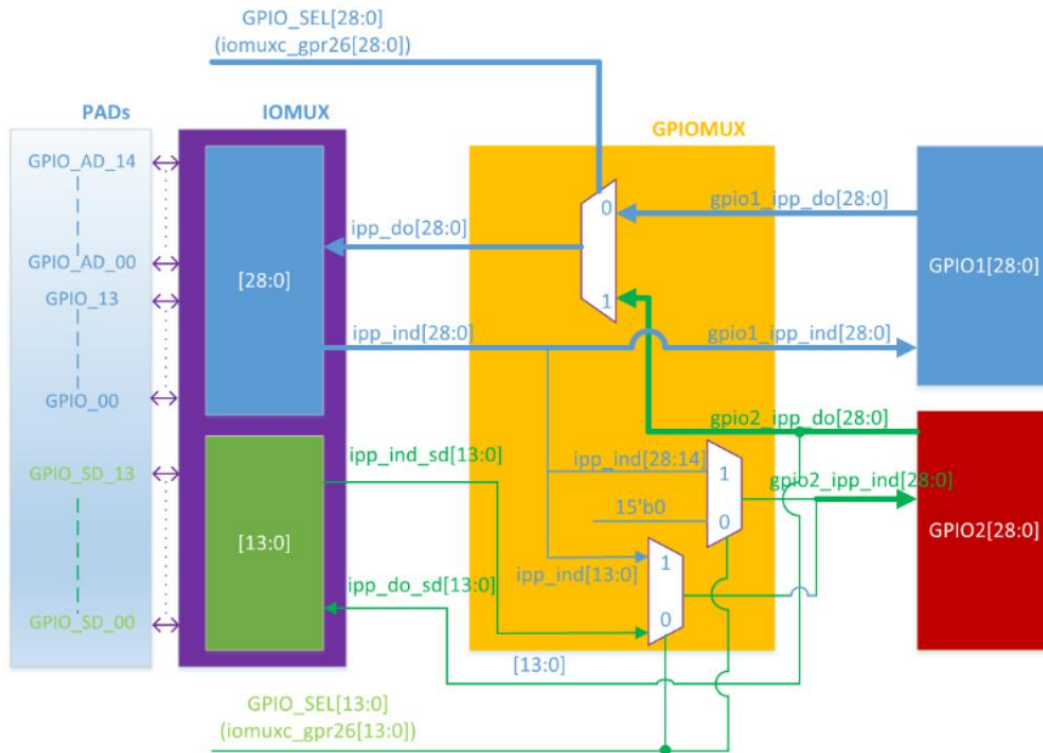 GPIO_SEL[28:0]
(iomuxc_gpr26[28:0])
PADs
IOMUX
GPIOMUX
GPIO_AD_14
GPIO_AD_00
GPIO_13
GPIO_00
GPIO_SD_13
GPIO_SD_00
[28:0]
[13:0]
ipp_do[28:0]
ipp_ind[28:0]
ipp_ind_sd[13:0]
ipp_do_sd[13:0]
0
1
gpio1_ipp_do[28:0]
gpio1_ipp_ind[28:0]
gpio2_ipp_do[28:0]
ipp_ind[28:14]
1
gpio2_ipp_ind[28:0]
15'b0
0
ipp_ind[13:0]
1
0
[13:0]
GPIO1[28:0]
GPIO2[28:0]
GPIO_SEL[13:0]
(iomuxc_gpr26[13:0])